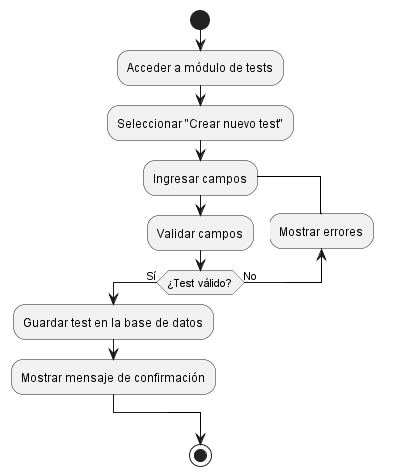 Acceder a módulo de tests
Seleccionar "Crear nuevo test"
Ingresar campos
Validar campos
Mostrar errores
Sí
¿Test válido?
No
Guardar test en la base de datos
Mostrar mensaje de confirmación